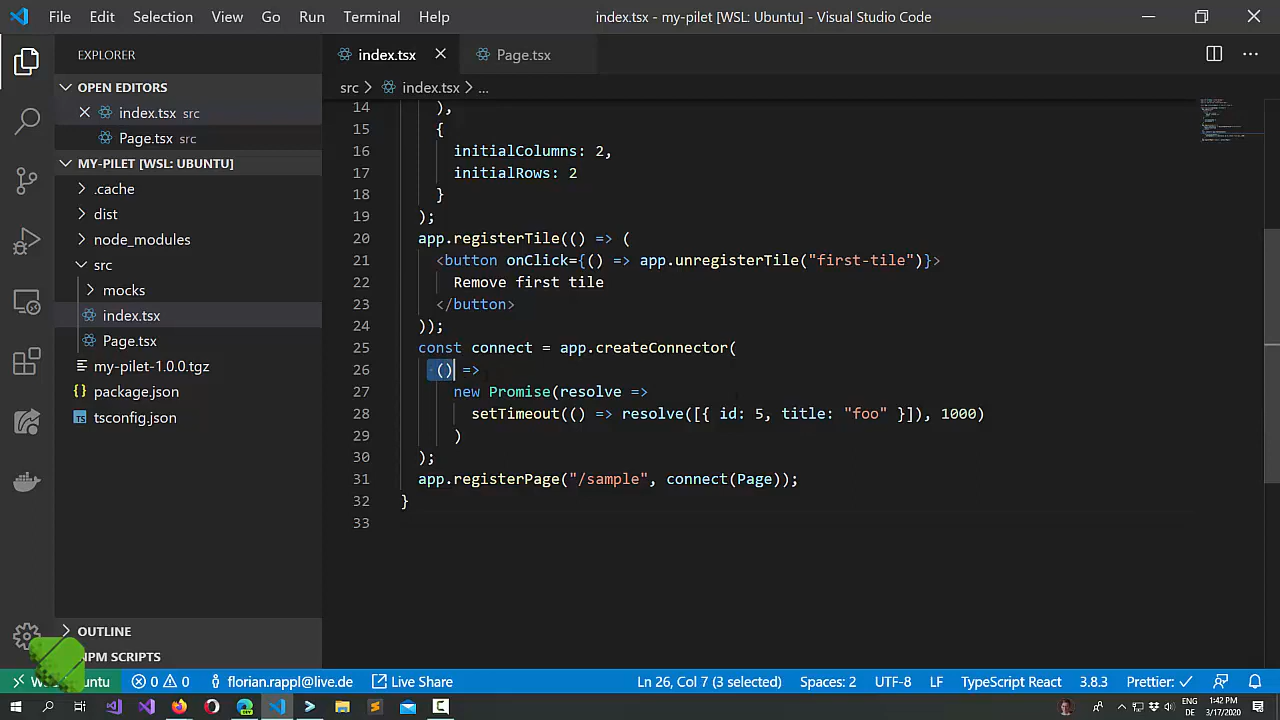 File Edit Selection View Go Run Terminal Help index.tsx - my-pilet [WSL: Ubuntu] - Visual Studio Code
EXPLORER
OPEN EDITORS
index.tsx src
Page.tsx src
MY-PILET [WSL: UBUNTU]
.cache
dist
node_modules
src
mocks
index.tsx
Page.tsx
my-pilet-1.0.0.tgz
package.json
TS tsconfig.json
OUTLINE
NPM SCRIPTS
index.tsx Page.tsx
src > index.tsx > ...
14 ),
15 {
16 initialColumns: 2,
17 initialRows: 2
18 }
19 );
20 app.registerTile(() => (
21 <button onClick={() => app.unregisterTile("first-tile")}>
22 Remove first tile
23 </button>
24 ));
25 const connect = app.createConnector(
26 () =>
27 new Promise(resolve =>
28 setTimeout(() => resolve([{ id: 5, title: "foo" }]), 1000)
29 )
30 );
31 app.registerPage("/sample", connect(Page));
32 }
33
0 0 florian.rappl@live.de Live Share Ln 26, Col 7 (3 selected) Spaces: 2 UTF-8 LF TypeScript React 3.8.3 Prettier: ✓
ENG 1:42 PM
DE 3/17/2020